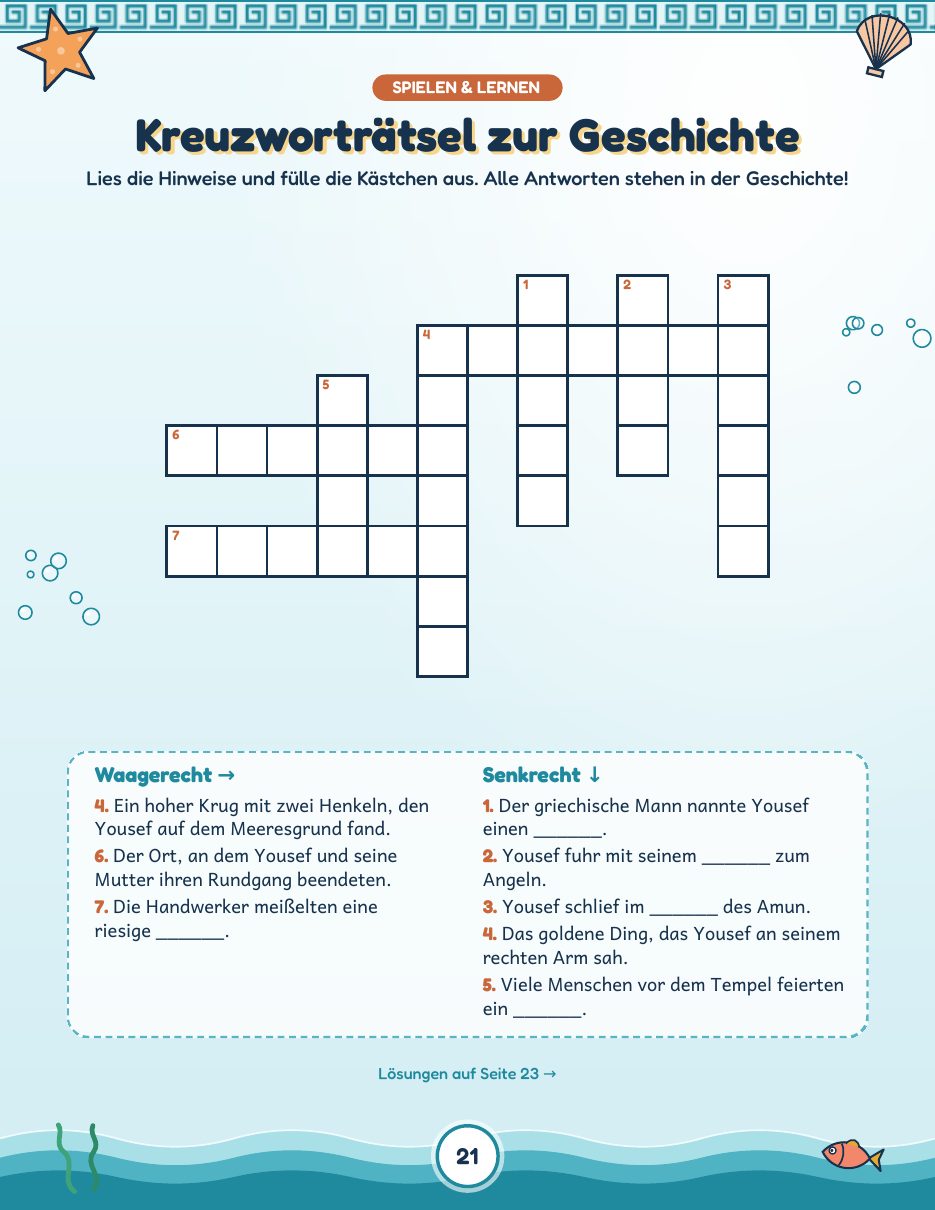 SPIELEN & LERNEN
Kreuzworträtsel zur Geschichte
Lies die Hinweise und fülle die Kästchen aus. Alle Antworten stehen in der Geschichte!
1 2 3
4
5
6
7
Waagerecht →
4. Ein hoher Krug mit zwei Henkeln, den
Yousef auf dem Meeresgrund fand.
6. Der Ort, an dem Yousef und seine
Mutter ihren Rundgang beendeten.
7. Die Handwerker meißelten eine
riesige ______.
Senkrecht ↓
1. Der griechische Mann nannte Yousef
einen ______.
2. Yousef fuhr mit seinem ______ zum
Angeln.
3. Yousef schlief im ______ des Amun.
4. Das goldene Ding, das Yousef an seinem
rechten Arm sah.
5. Viele Menschen vor dem Tempel feierten
ein ______.
Lösungen auf Seite 23 →
21